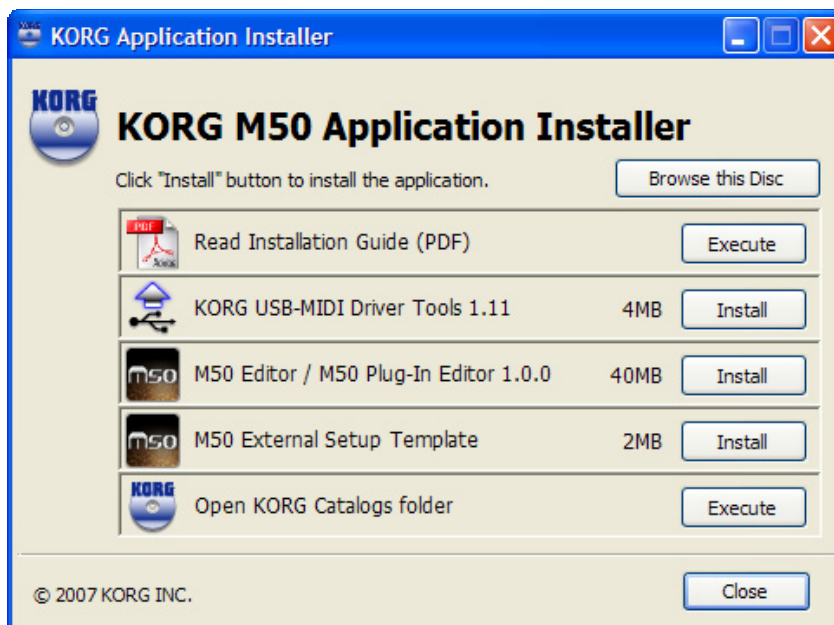 KORG Application Installer
KORG
KORG M50 Application Installer
Click "Install" button to install the application.
Browse this Disc
PDF
Read Installation Guide (PDF)
Execute
KORG USB-MIDI Driver Tools 1.11
4MB
Install
m50
M50 Editor / M50 Plug-In Editor 1.0.0
40MB
Install
m50
M50 External Setup Template
2MB
Install
KORG
Open KORG Catalogs folder
Execute
© 2007 KORG INC.
Close